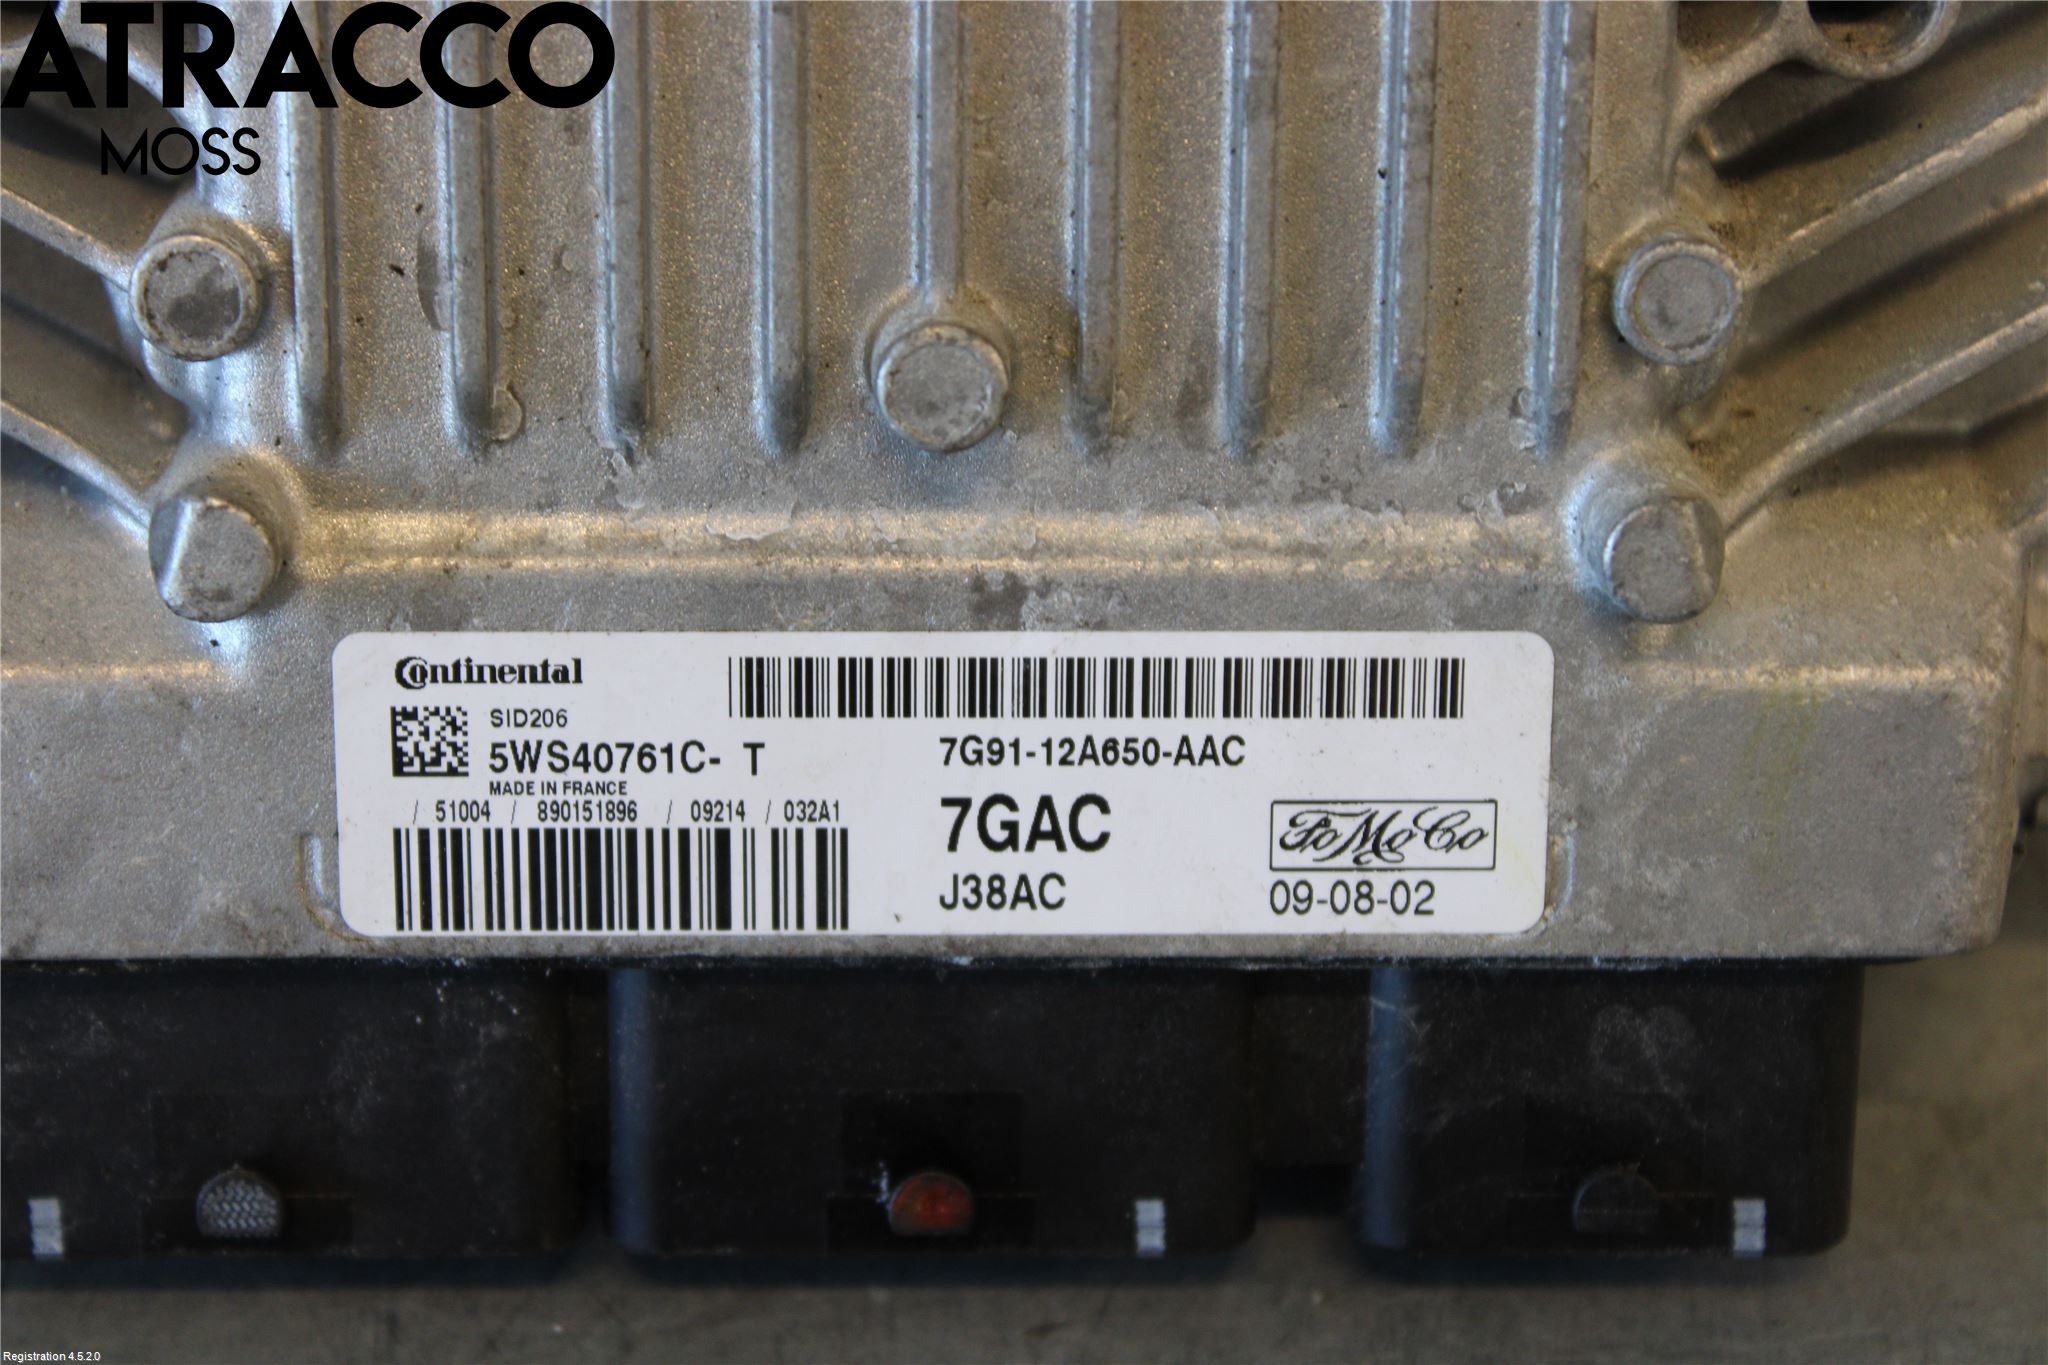 ATRACCO
MOSS
Continental
SID206
5WS40761C- T
MADE IN FRANCE
/ 51004 / 890151896 / 09214 / 032A1
7G91-12A650-AAC
7GAC
J38AC
FoMoCo
09-08-02
Registration 4.5.2.0